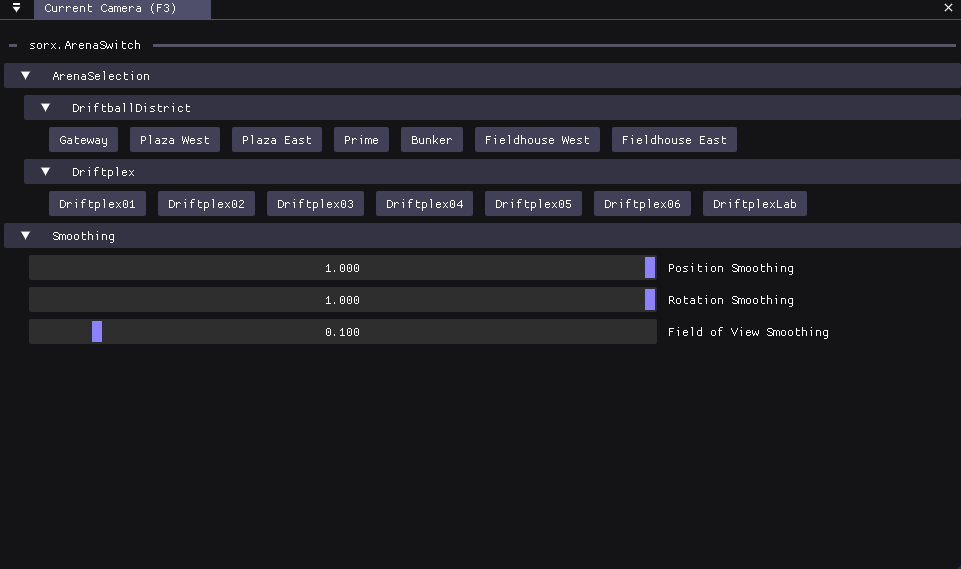 Current Camera (F3)
sorx.ArenaSwitch
ArenaSelection
DriftballDistrict
Gateway Plaza West Plaza East Prime Bunker Fieldhouse West Fieldhouse East
Driftplex
Driftplex01 Driftplex02 Driftplex03 Driftplex04 Driftplex05 Driftplex06 DriftplexLab
Smoothing
1.000 Position Smoothing
1.000 Rotation Smoothing
0.100 Field of View Smoothing